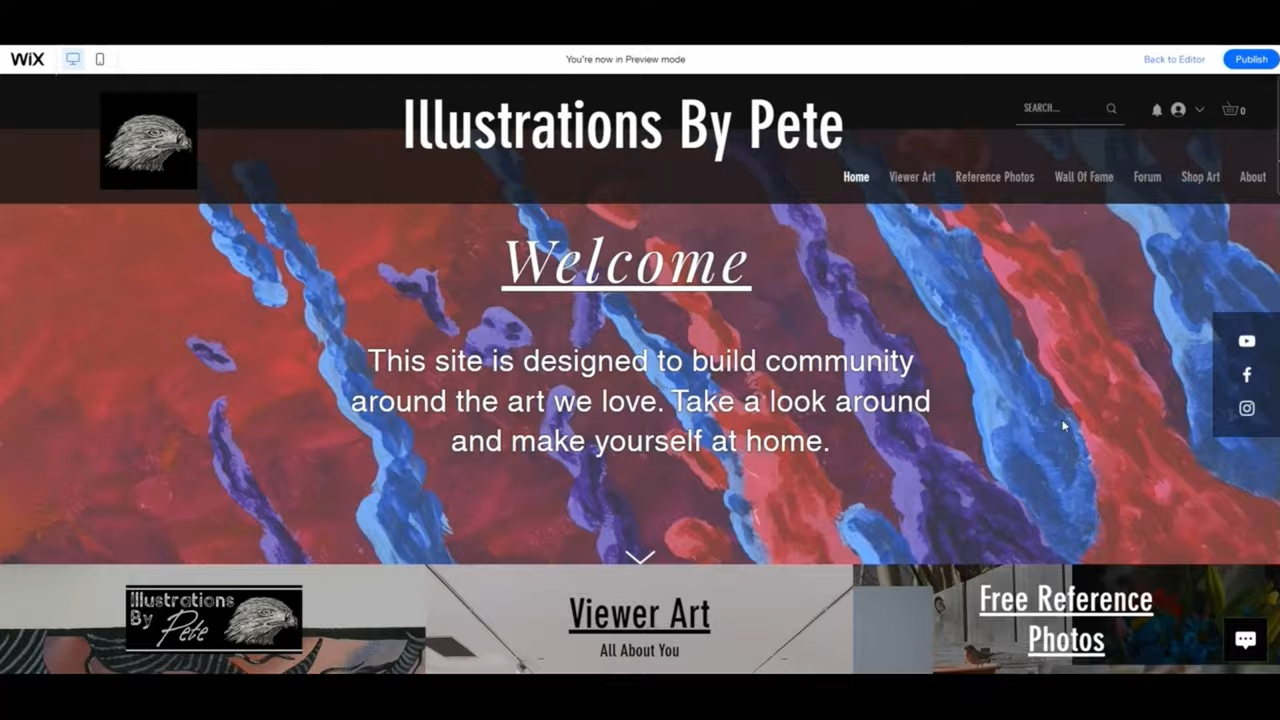 WiX
You're now in Preview mode
Back to Editor
Publish
Illustrations By Pete
SEARCH...
0
Home
Viewer Art
Reference Photos
Wall Of Fame
Forum
Shop Art
About
Welcome
This site is designed to build community
around the art we love. Take a look around
and make yourself at home.
Illustrations
By
Pete
Viewer Art
All About You
Free Reference
Photos